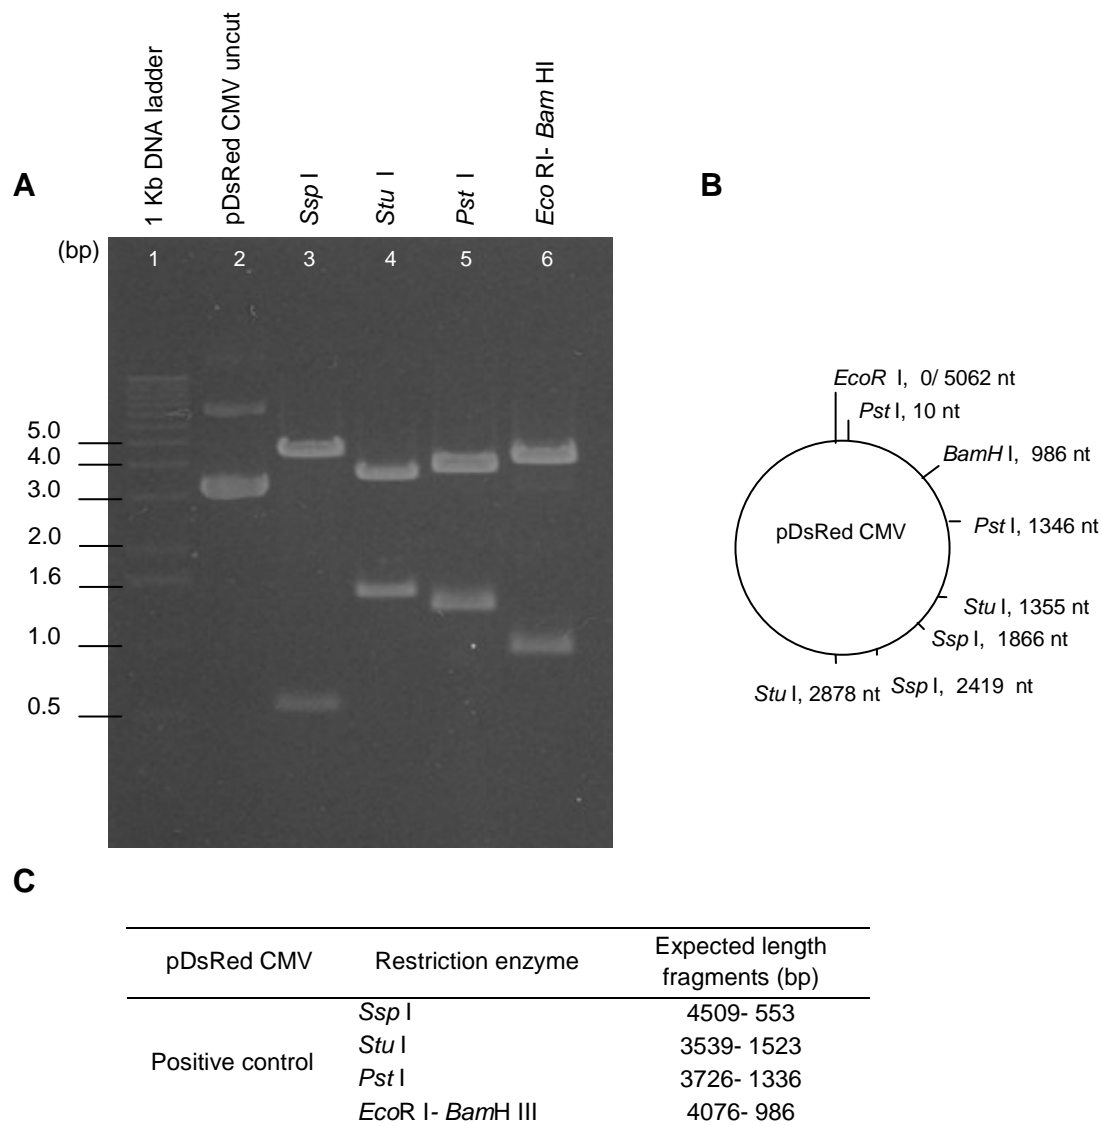 A
1 Kb DNA ladder
pDsRed CMV uncut
Ssp I
Stu I
Pst I
Eco RI- Bam HI
(bp)
1 2 3 4 5 6
5.0
4.0
3.0
2.0
1.6
1.0
0.5
B
EcoR I, 0/ 5062 nt
Pst I, 10 nt
BamH I, 986 nt
Pst I, 1346 nt
pDsRed CMV
Stu I, 1355 nt
Ssp I, 1866 nt
Ssp I, 2419 nt
Stu I, 2878 nt
C
pDsRed CMV Restriction enzyme Expected length
fragments (bp)
Positive control
Ssp I 4509- 553
Stu I 3539- 1523
Pst I 3726- 1336
EcoR I- BamH III 4076- 986